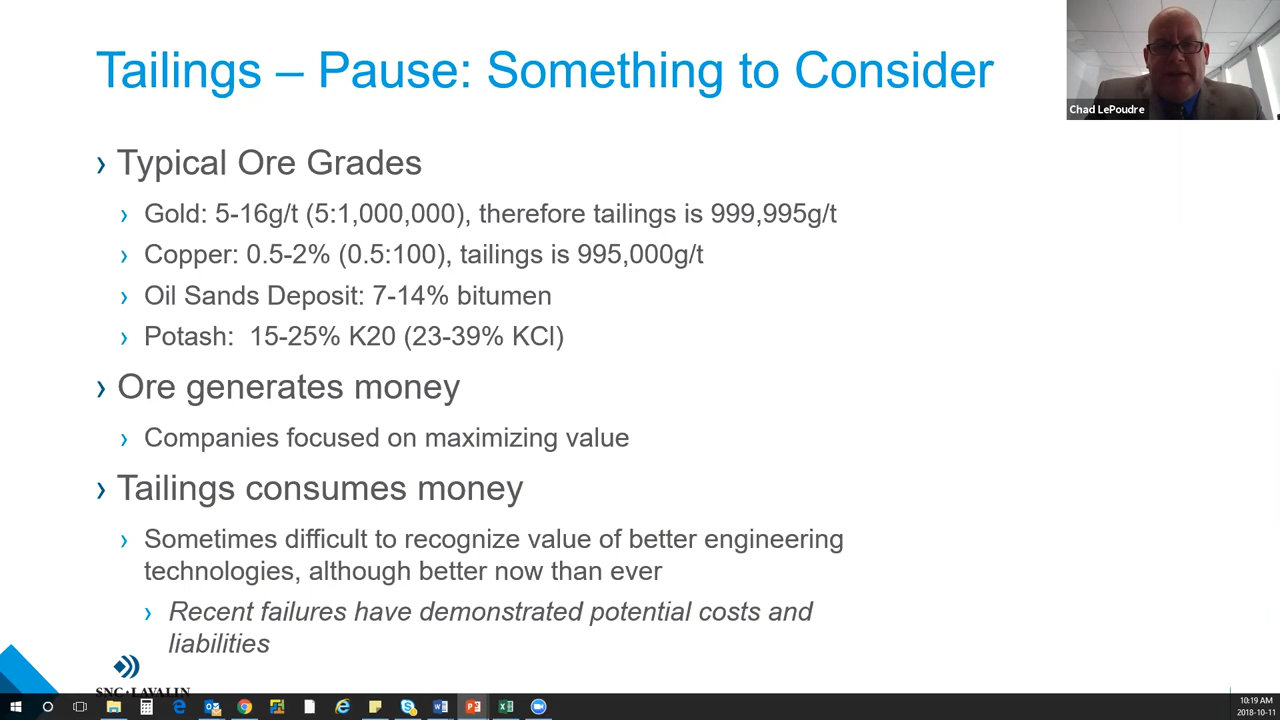 Tailings – Pause: Something to Consider
Chad LePoudre
› Typical Ore Grades
› Gold: 5-16g/t (5:1,000,000), therefore tailings is 999,995g/t
› Copper: 0.5-2% (0.5:100), tailings is 995,000g/t
› Oil Sands Deposit: 7-14% bitumen
› Potash:  15-25% K20 (23-39% KCl)
› Ore generates money
› Companies focused on maximizing value
› Tailings consumes money
› Sometimes difficult to recognize value of better engineering
technologies, although better now than ever
› Recent failures have demonstrated potential costs and
liabilities
SNC·LAVALIN
10:19 AM
2018-10-11